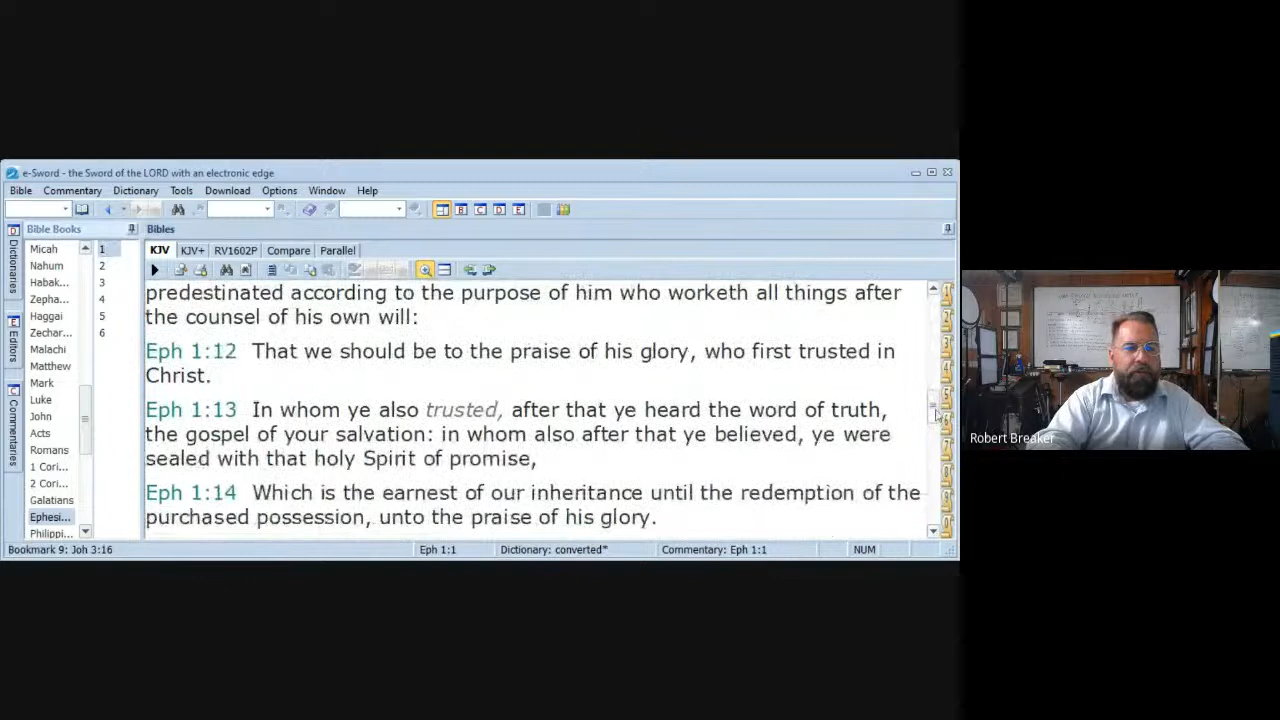 e-Sword - the Sword of the LORD with an electronic edge
Bible Commentary Dictionary Tools Download Options Window Help
B C D E
Bible Books
Bibles
D Dictionaries
E Editors
C Commentaries
Micah
Nahum
Habak...
Zepha...
Haggai
Zechar...
Malachi
Matthew
Mark
Luke
John
Acts
Romans
1 Cori...
2 Cori...
Galatians
Ephesi...
Philippi...
1
2
3
4
5
6
KJV KJV+ RV1602P Compare Parallel
predestinated according to the purpose of him who worketh all things after
the counsel of his own will:
Eph 1:12 That we should be to the praise of his glory, who first trusted in
Christ.
Eph 1:13 In whom ye also trusted, after that ye heard the word of truth,
the gospel of your salvation: in whom also after that ye believed, ye were
sealed with that holy Spirit of promise,
Eph 1:14 Which is the earnest of our inheritance until the redemption of the
purchased possession, unto the praise of his glory.
Bookmark 9: Joh 3:16 Eph 1:1 Dictionary: converted* Commentary: Eph 1:1 NUM
Robert Breaker